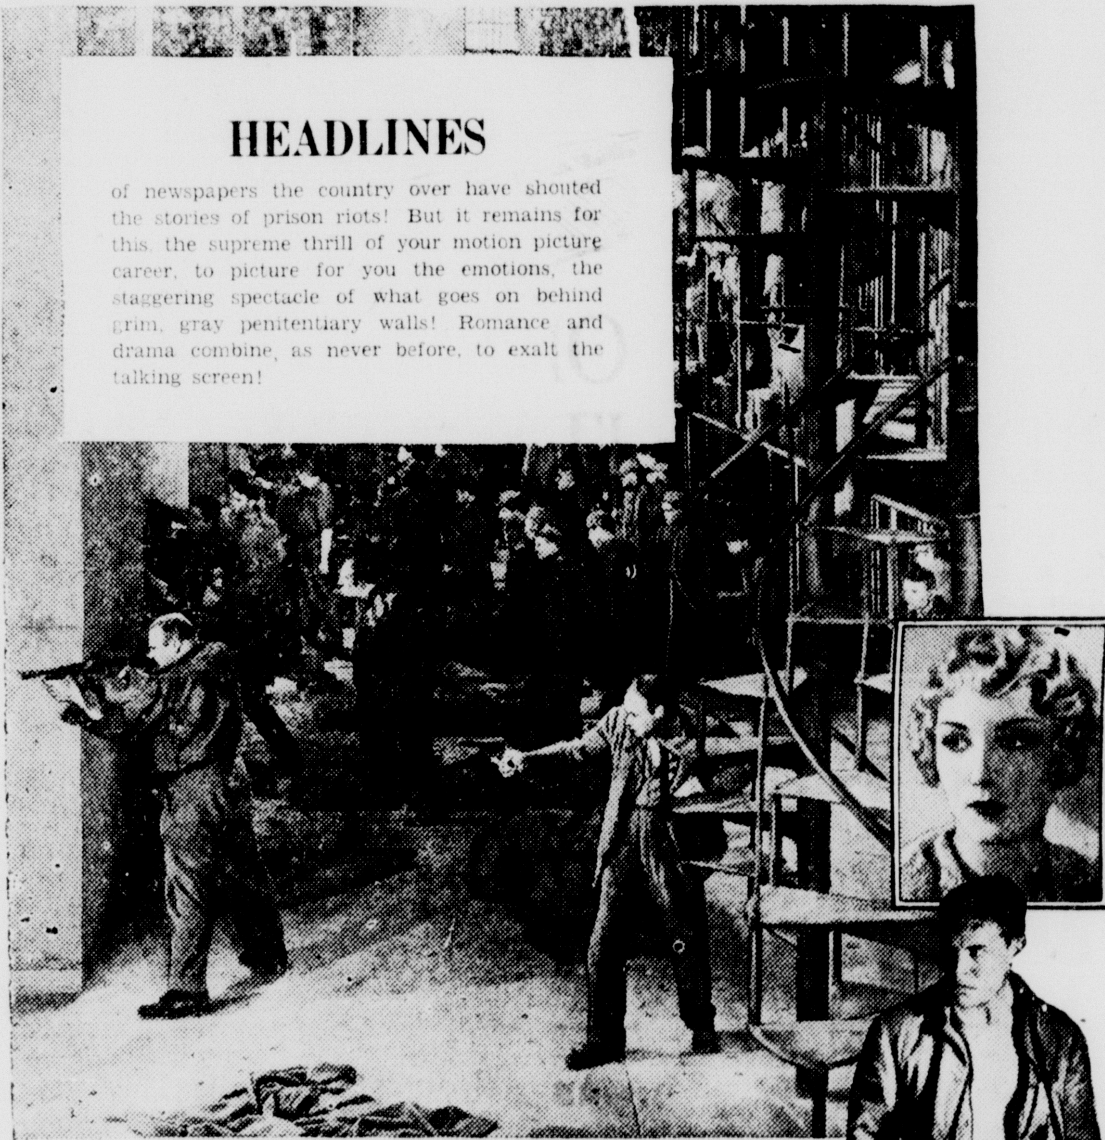 HEADLINES
of newspapers the country over have shouted
the stories of prison riots! But it remains for
this, the supreme thrill of your motion picture
career, to picture for you the emotions, the
staggering spectacle of what goes on behind
grim, gray penitentiary walls! Romance and
drama combine, as never before, to exalt the
talking screen!